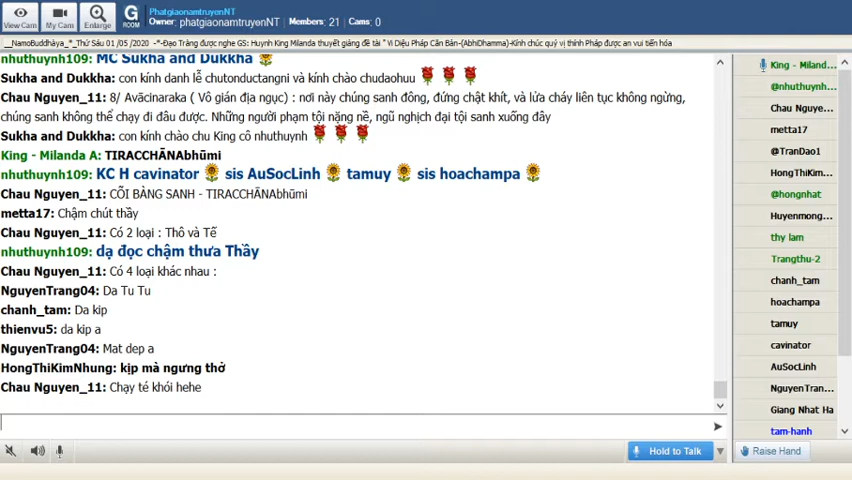 View Cam
My Cam
Enlarge
G
ROOM
PhatgiaonamtruyenNT
Owner: phatgiaonamtruyenNT Members: 21 Cams: 0
__NamoBuddhàya_*_Thứ Sáu 01 /05 /2020 -*-Đạo Tràng được nghe GS: Huynh King Milanda thuyết giảng đề tài " Vi Diệu Pháp Căn Bản-(AbhiDhamma)-Kính chúc quý vị thính Pháp được an vui tiến hóa
nhuthuynh109: MC Sukha and Dukkha
Sukha and Dukkha: con kính danh lễ chutonductangni và kính chào chudaohuu
Chau Nguyen_11: 8/ Avācinaraka ( Vô gián địa ngục) : nơi này chúng sanh đông, đứng chật khít, và lửa cháy liên tục không ngừng,
chúng sanh không thể chạy đi đâu được. Những người phạm tội nặng nề, ngũ nghịch đại tội sanh xuống đây
Sukha and Dukkha: con kính chào chu King cô nhuthuynh
King - Milanda A: TIRACCHĀNAbhūmi
nhuthuynh109: KC H cavinator sis AuSocLinh tamuy sis hoachampa
Chau Nguyen_11: CÕI BÀNG SANH - TIRACCHĀNAbhūmi
metta17: Chậm chút thầy
Chau Nguyen_11: Có 2 loại : Thô và Tế
nhuthuynh109: dạ đọc chậm thưa Thầy
Chau Nguyen_11: Có 4 loại khác nhau :
NguyenTrang04: Da Tu Tu
chanh_tam: Da kip
thienvu5: da kip a
NguyenTrang04: Mat dep a
HongThiKimNhung: kịp mà ngưng thở
Chau Nguyen_11: Chạy té khói hehe
Hold to Talk
King - Miland...
@nhuthuynh...
Chau Nguye...
metta17
@TranDao1
HongThiKim...
@hongnhat
Huyenmong...
thy lam
Trangthu-2
chanh_tam
hoachampa
tamuy
cavinator
AuSocLinh
NguyenTran...
Giang Nhat Ha
tam-hanh
Raise Hand